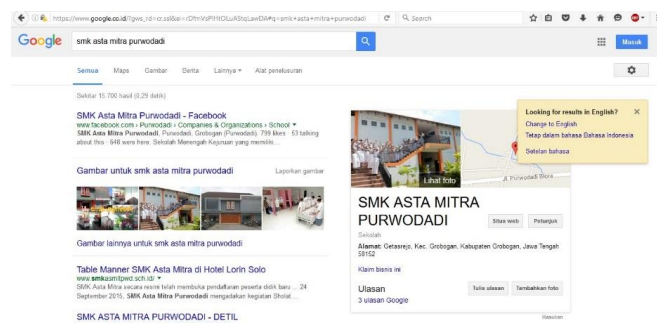 https://www.google.co.id/?gws_rd=cr,ssl&ei=
#q=smk+asta+mitra+purwodadi
Search
Google
smk asta mitra purwodadi
Masuk
Semua Maps Gambar Berita Lainnya Alat penelusuran
Sekitar 15.700 hasil (0,29 detik)
SMK Asta Mitra Purwodadi - Facebook
www.facebook.com › Purwodadi › Companies & Organizations › School
SMK Asta Mitra Purwodadi, Purwodadi, Grobogan (Purwodadi). 799 likes · 53 talking
about this · 648 were here. Sekolah Menengah Kejuruan yang memiliki...
Gambar untuk smk asta mitra purwodadi
Laporkan gambar
Gambar lainnya untuk smk asta mitra purwodadi
Table Manner SMK Asta Mitra di Hotel Lorin Solo
www.smkasmitpwd.sch.id/
SMK Asta Mitra secara resmi telah membuka pendaftaran peserta didik baru ... 24
September 2015, SMK Asta Mitra Purwodadi mengadakan kegiatan Sholat ...
SMK ASTA MITRA PURWODADI - DETIL
Looking for results in English?
Change to English
Tetap dalam bahasa Bahasa Indonesia
Setelan bahasa
Lihat foto
Jl. Purwodadi Blora
SMK ASTA MITRA
PURWODADI
Situs web
Petunjuk
Sekolah
Alamat: Getasrejo, Kec. Grobogan, Kabupaten Grobogan, Jawa Tengah
58152
Klaim bisnis ini
Ulasan
Tulis ulasan
Tambahkan foto
3 ulasan Google
Masukan